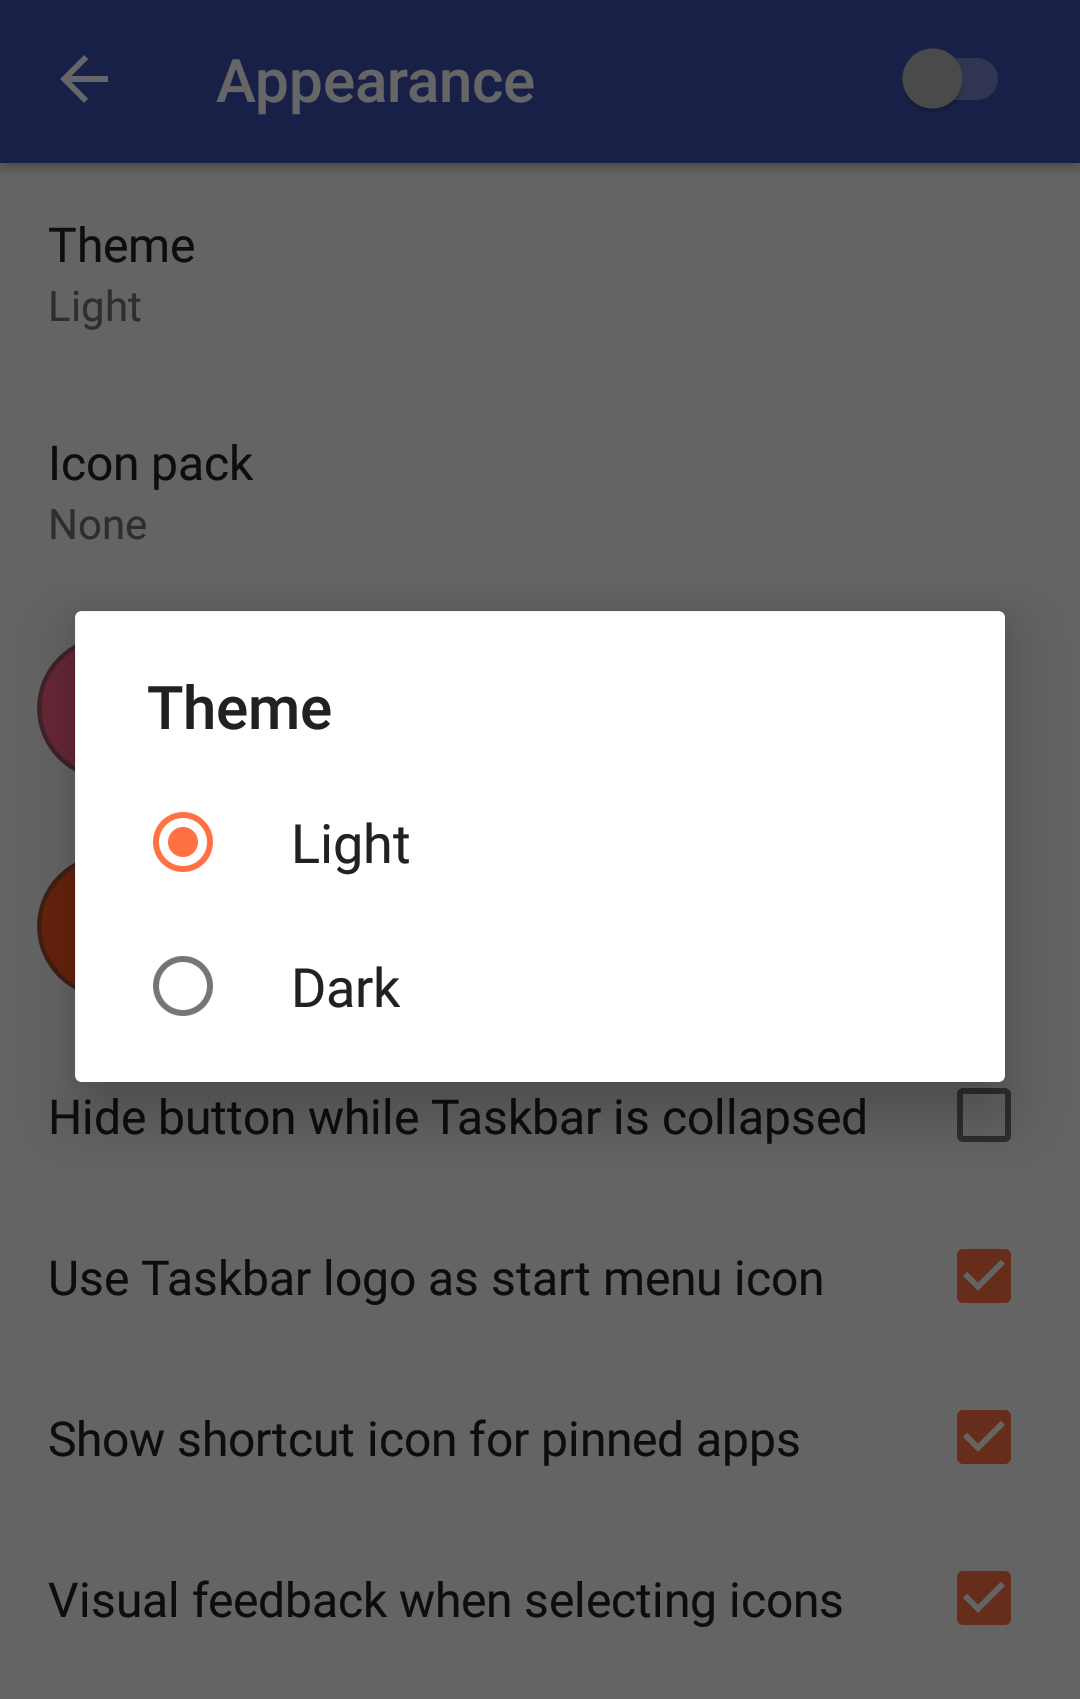 Appearance
Theme
Light
Icon pack
None
Theme
Light
Dark
Hide button while Taskbar is collapsed
Use Taskbar logo as start menu icon
Show shortcut icon for pinned apps
Visual feedback when selecting icons